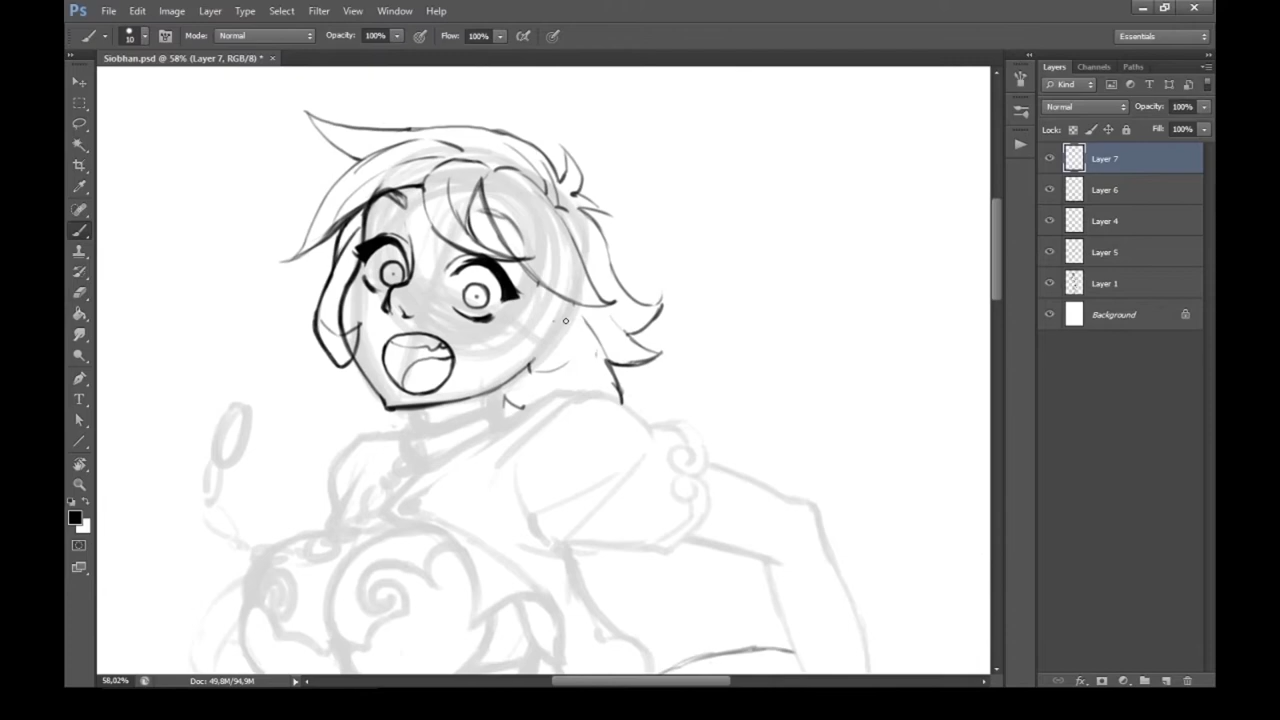 Ps File Edit Image Layer Type Select Filter View Window Help
10 Mode: Normal Opacity: 100% Flow: 100% Essentials
Siobhan.psd @ 58% (Layer 7, RGB/8) * ×
Layers Channels Paths
Kind
Normal Opacity: 100%
Lock: Fill: 100%
Layer 7
Layer 6
Layer 4
Layer 5
Layer 1
Background
58,02% Doc: 49,8M/94,9M
fx